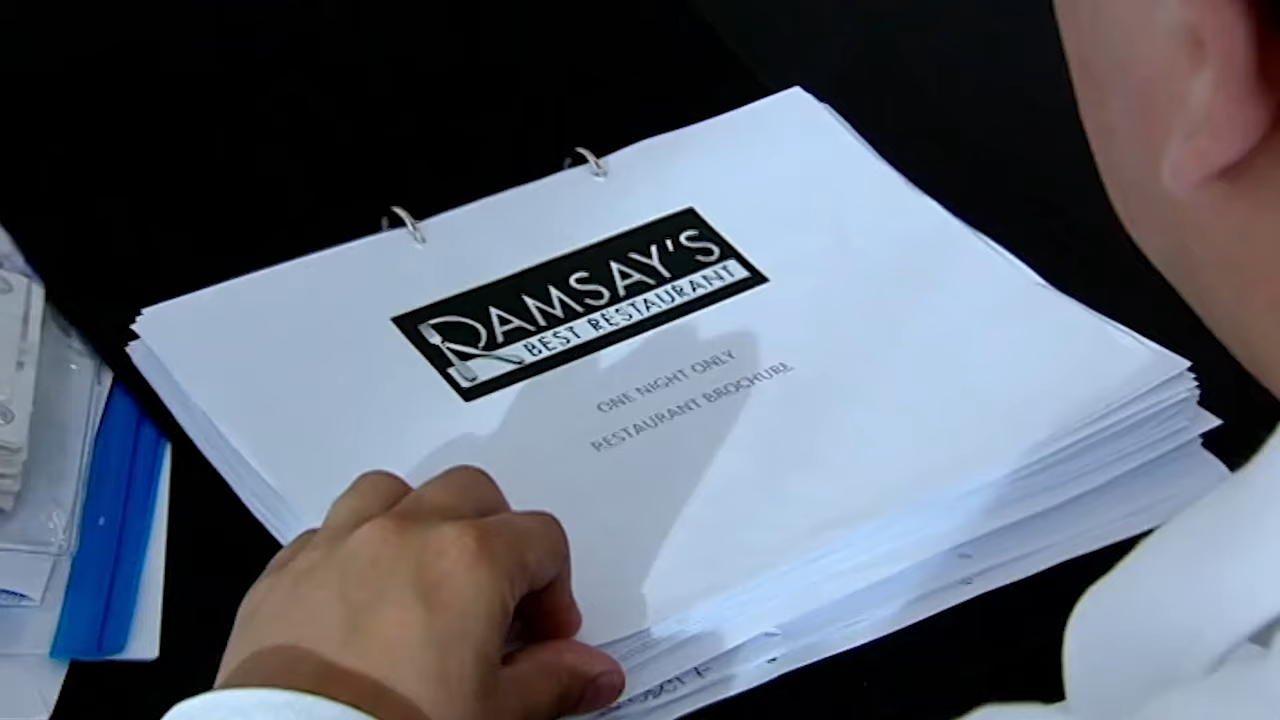 RAMSAY'S
BEST RESTAURANT
ONE NIGHT ONLY
RESTAURANT BROCHURE